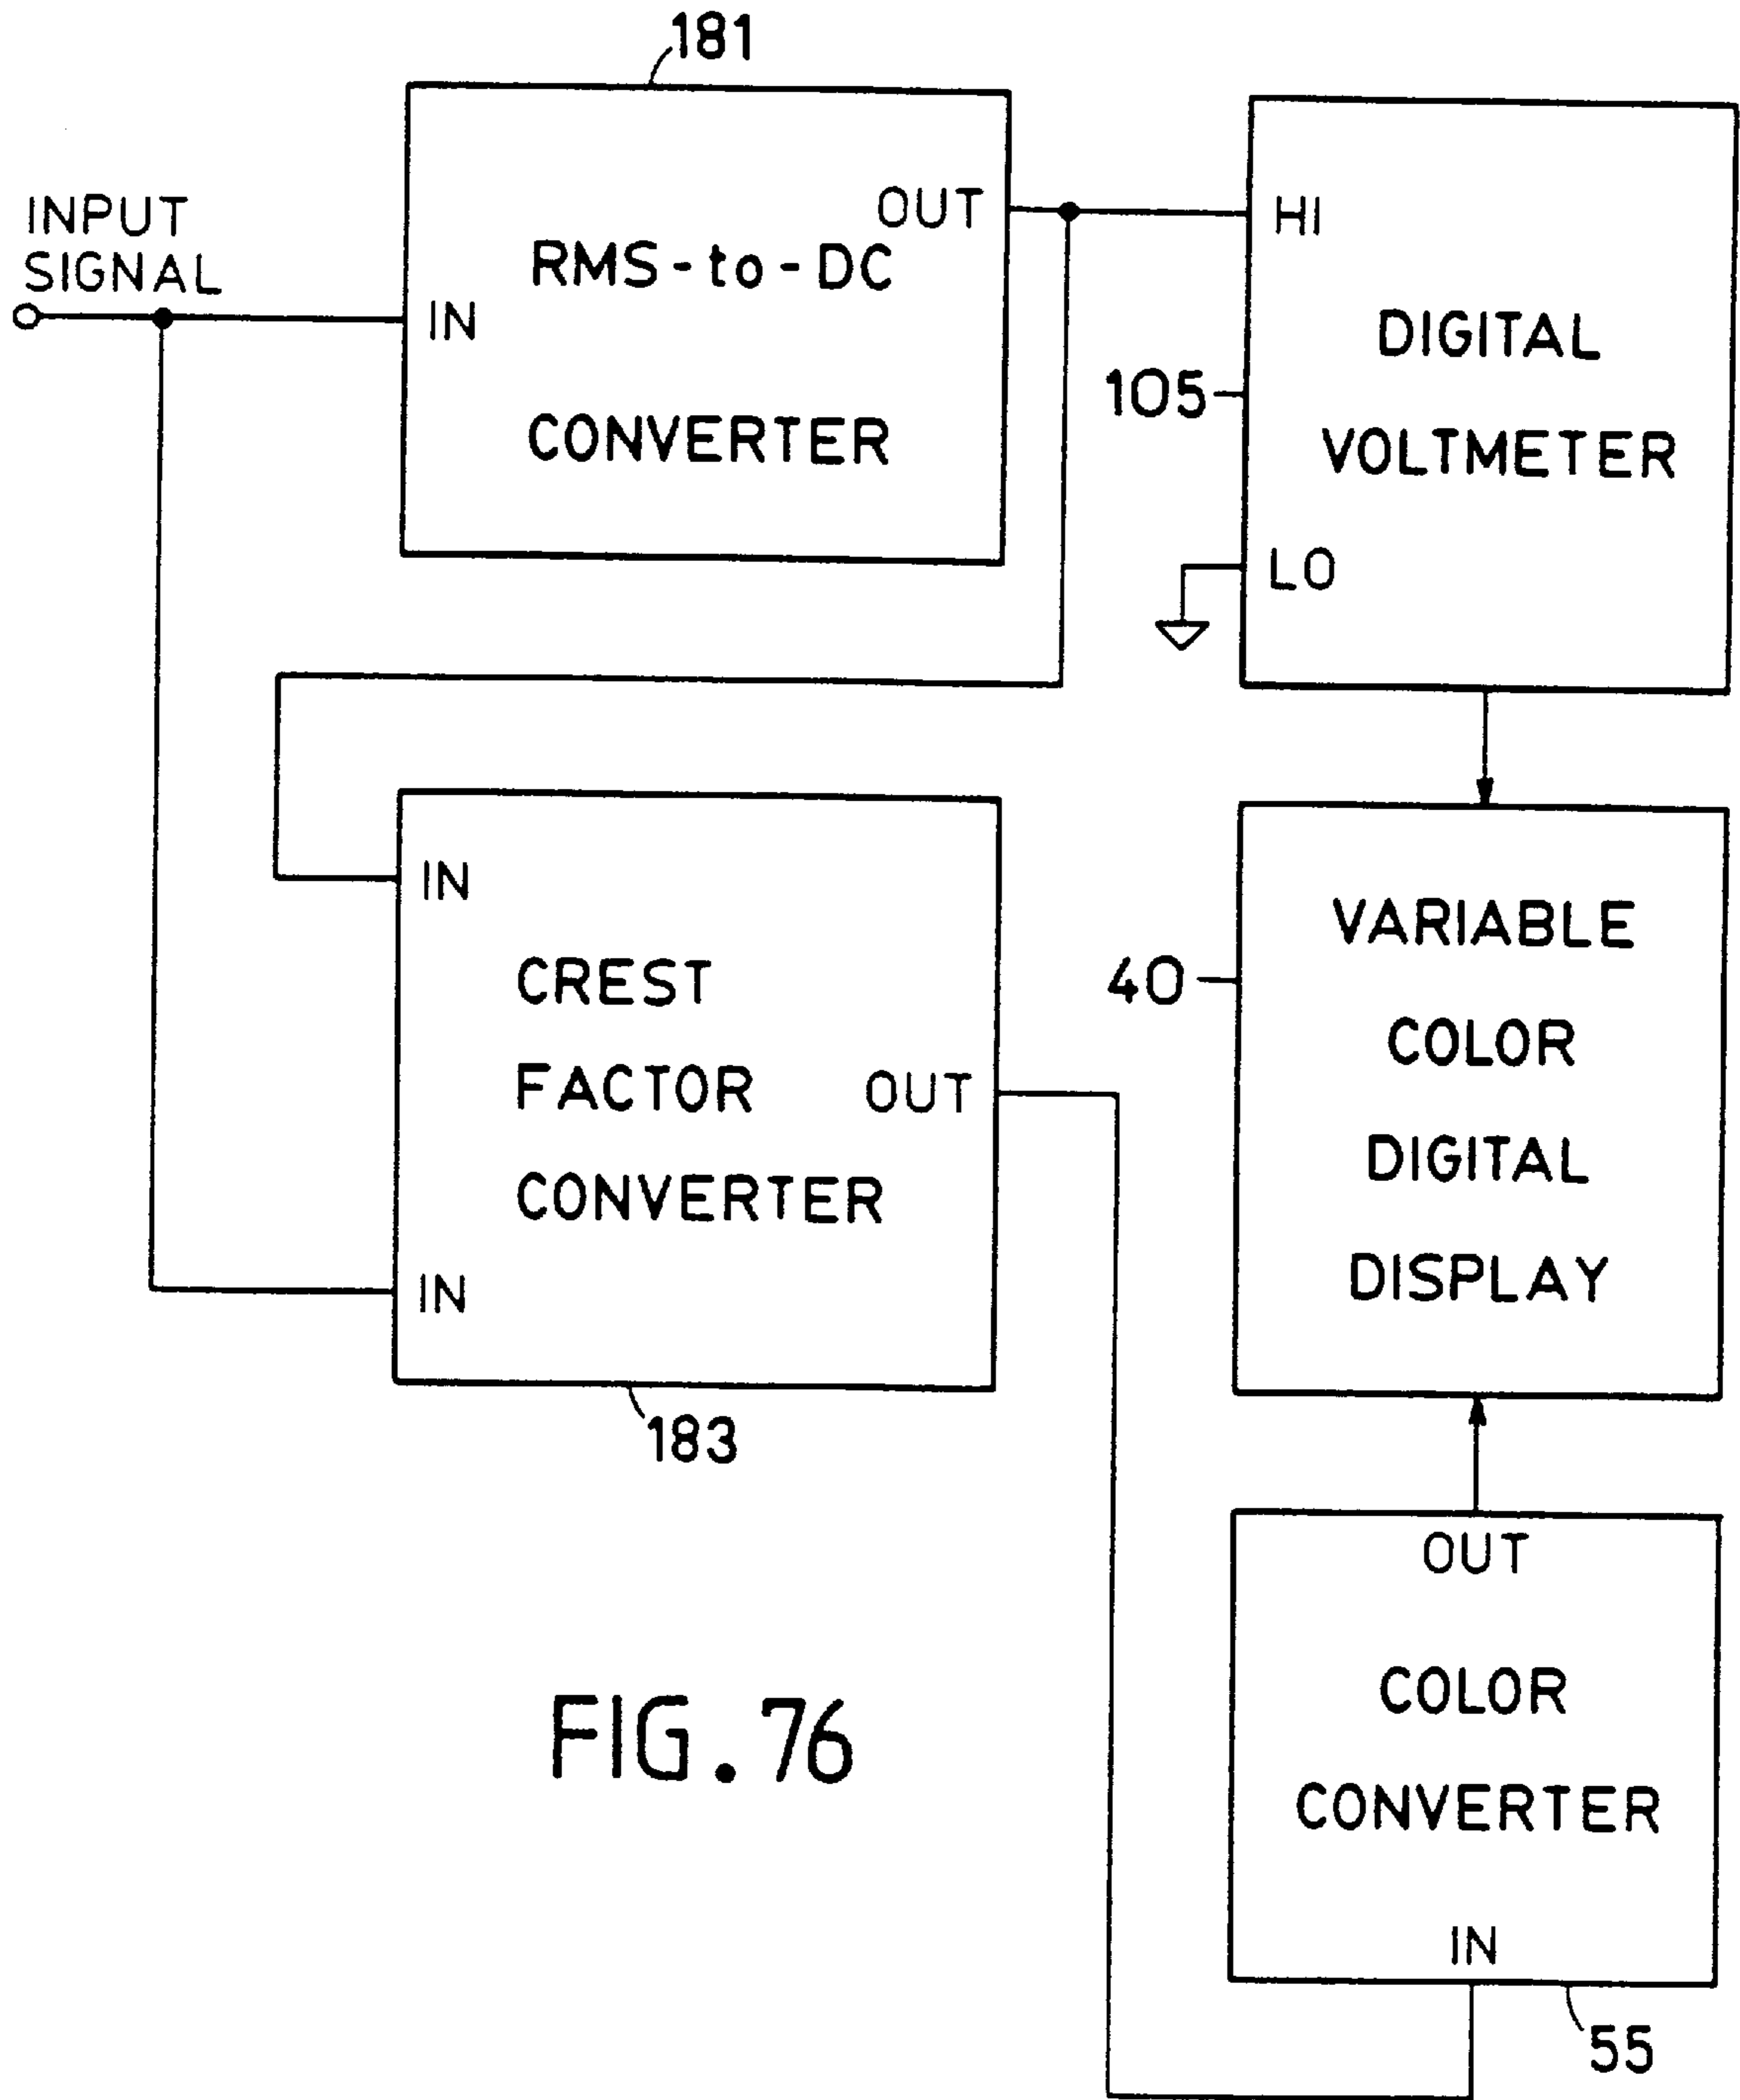 181
INPUT
SIGNAL
IN
OUT
RMS-to-DC
CONVERTER
HI
DIGITAL
105
VOLTMETER
LO
IN
CREST
FACTOR
OUT
CONVERTER
IN
183
VARIABLE
40
COLOR
DIGITAL
DISPLAY
OUT
COLOR
CONVERTER
IN
55
FIG. 76